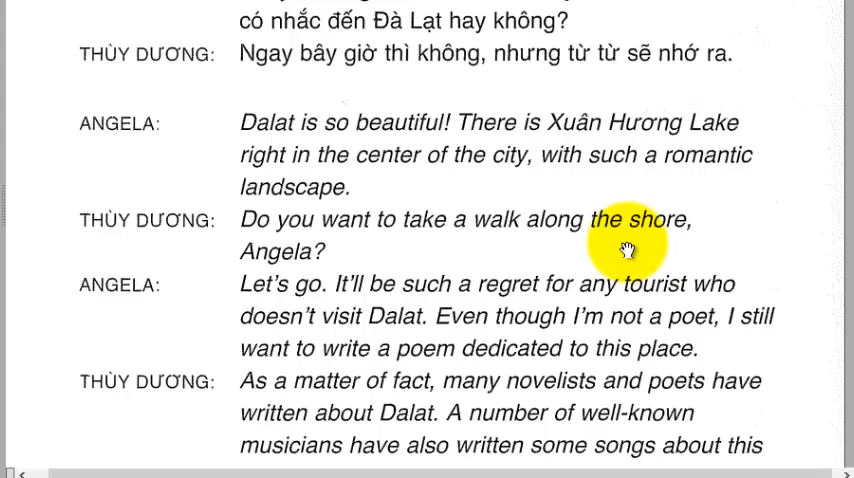 có nhắc đến Đà Lạt hay không?
THÙY DƯƠNG: Ngay bây giờ thì không, nhưng từ từ sẽ nhớ ra.
ANGELA: Dalat is so beautiful! There is Xuân Hương Lake
right in the center of the city, with such a romantic
landscape.
THÙY DƯƠNG: Do you want to take a walk along the shore,
Angela?
ANGELA: Let's go. It'll be such a regret for any tourist who
doesn't visit Dalat. Even though I'm not a poet, I still
want to write a poem dedicated to this place.
THÙY DƯƠNG: As a matter of fact, many novelists and poets have
written about Dalat. A number of well-known
musicians have also written some songs about this